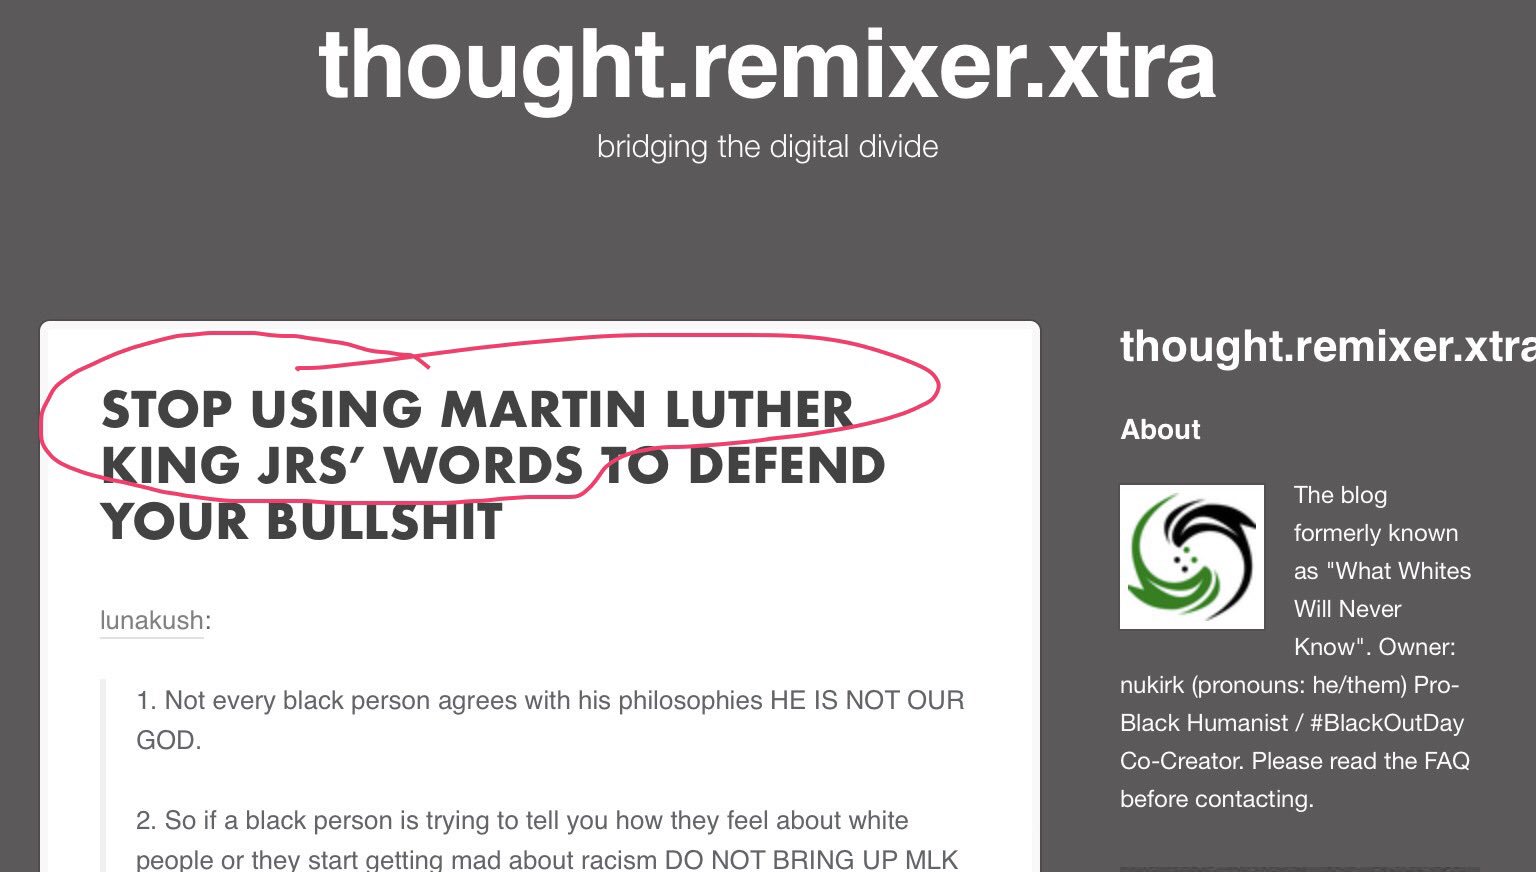 thought.remixer.xtra
bridging the digital divide
STOP USING MARTIN LUTHER
KING JRS’ WORDS TO DEFEND
YOUR BULLSHIT
lunakush:
1. Not every black person agrees with his philosophies HE IS NOT OUR
GOD.
2. So if a black person is trying to tell you how they feel about white
people or they start getting mad about racism DO NOT BRING UP MLK
thought.remixer.xtra
About
The blog
formerly known
as "What Whites
Will Never
Know". Owner:
nukirk (pronouns: he/them) Pro-
Black Humanist / #BlackOutDay
Co-Creator. Please read the FAQ
before contacting.